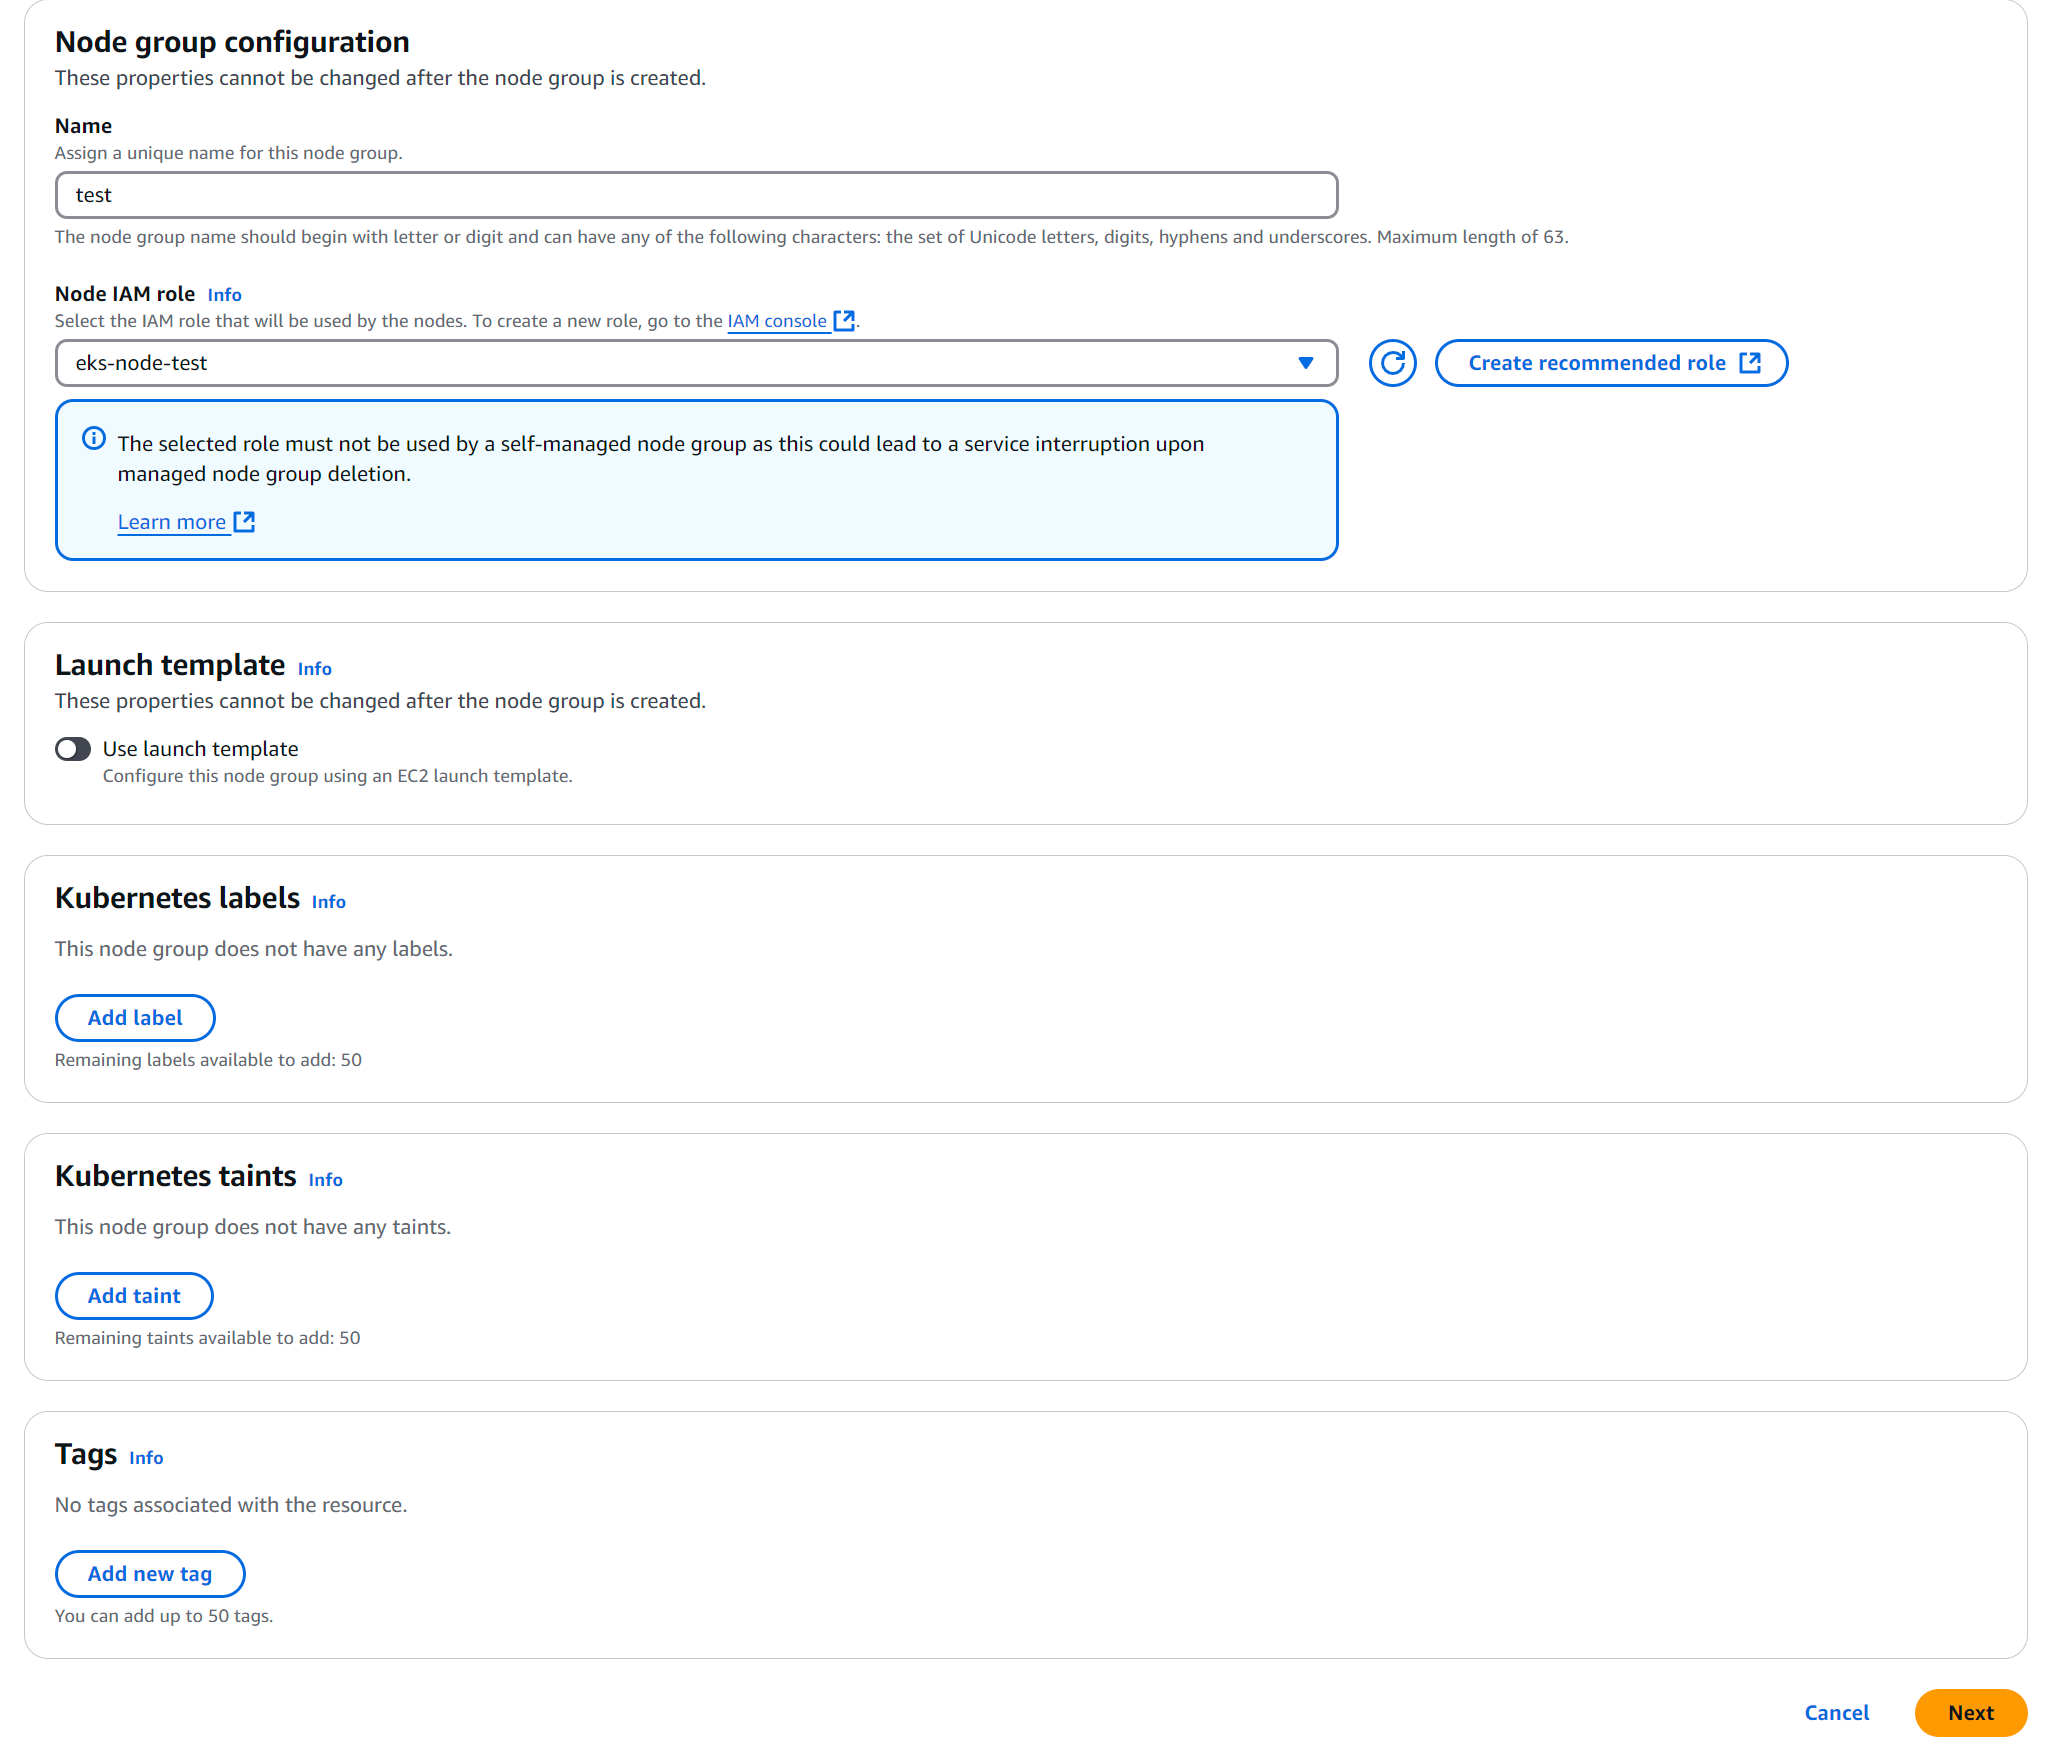 Node group configuration
These properties cannot be changed after the node group is created.
Name
Assign a unique name for this node group.
test
The node group name should begin with letter or digit and can have any of the following characters: the set of Unicode letters, digits, hyphens and underscores. Maximum length of 63.
Node IAM role Info
Select the IAM role that will be used by the nodes. To create a new role, go to the IAM console.
eks-node-test
Create recommended role
The selected role must not be used by a self-managed node group as this could lead to a service interruption upon
managed node group deletion.
Learn more
Launch template Info
These properties cannot be changed after the node group is created.
Use launch template
Configure this node group using an EC2 launch template.
Kubernetes labels Info
This node group does not have any labels.
Add label
Remaining labels available to add: 50
Kubernetes taints Info
This node group does not have any taints.
Add taint
Remaining taints available to add: 50
Tags Info
No tags associated with the resource.
Add new tag
You can add up to 50 tags.
Cancel
Next